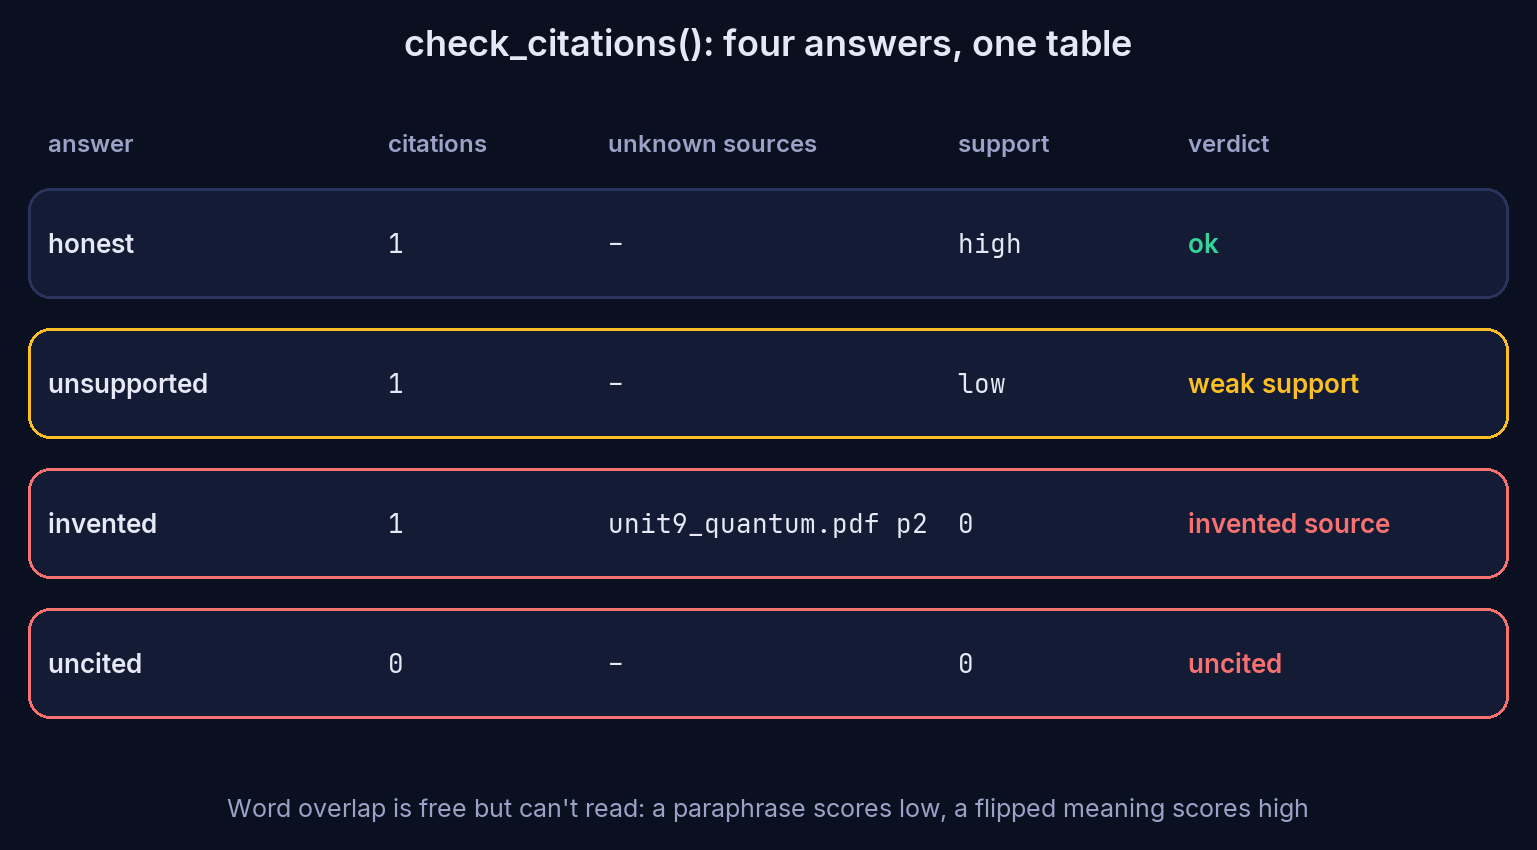 check_citations(): four answers, one table
answer citations unknown sources support verdict
honest 1 – high ok
unsupported 1 – low weak support
invented 1 unit9_quantum.pdf p2 0 invented source
uncited 0 – 0 uncited
Word overlap is free but can't read: a paraphrase scores low, a flipped meaning scores high